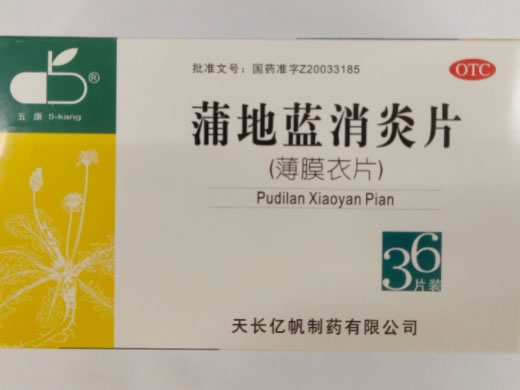 批准文号：国药准字Z20033185
OTC
®
五康 5-kang
蒲地蓝消炎片
(薄膜衣片)
Pudilan Xiaoyan Pian
36
片装
天长亿帆制药有限公司